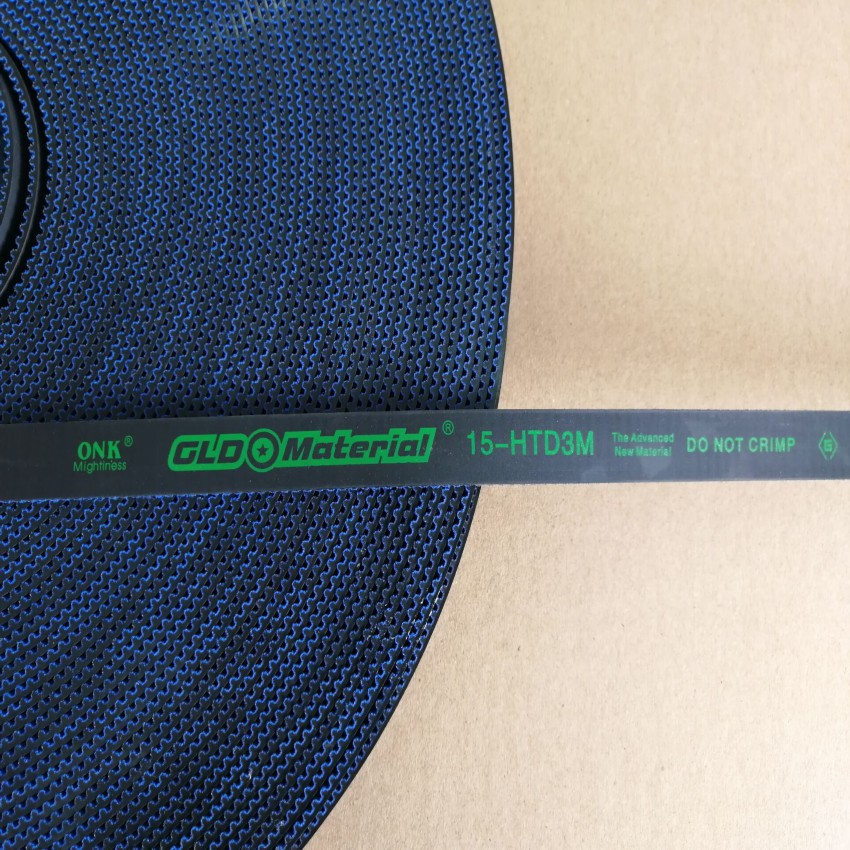 ONK®
Mightiness
GLD Material ®
15-HTD3M
The Advanced
New Material
DO NOT CRIMP